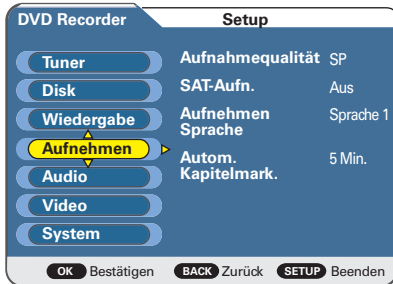 DVD Recorder
Setup
Tuner
Disk
Wiedergabe
Aufnehmen
Audio
Video
System
Aufnahmequalität SP
SAT-Aufn. Aus
Aufnehmen Sprache 1
Sprache
Autom. 5 Min.
Kapitelmark.
OK Bestätigen BACK Zurück SETUP Beenden